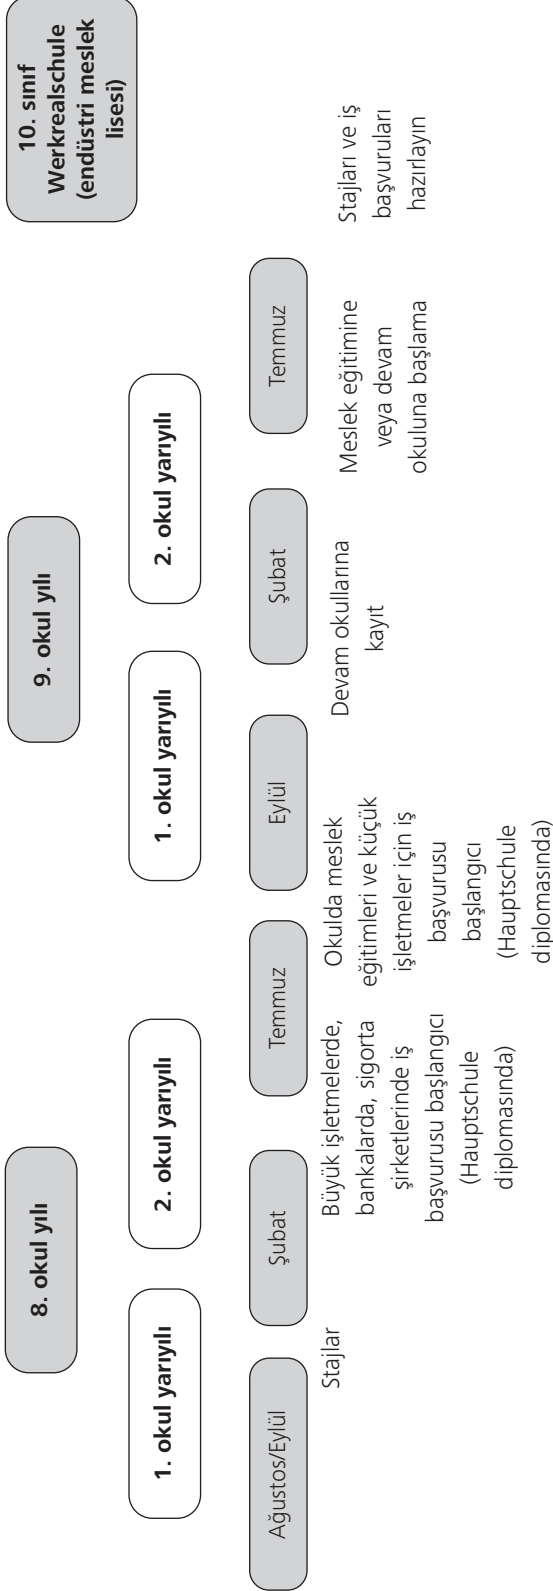 8. okul yılı
9. okul yılı
10. sınıf
Werkrealschule
(endüstri meslek
lisesi)
1. okul yarıyılı
2. okul yarıyılı
1. okul yarıyılı
2. okul yarıyılı
Ağustos/Eylül
Şubat
Temmuz
Eylül
Şubat
Temmuz
Stajlar
Büyük işletmelerde,
bankalarda, sigorta
şirketlerinde iş
başvurusu başlangıcı
(Hauptschule
diplomasında)
Okulda meslek
eğitimleri ve küçük
işletmeler için iş
başvurusu
başlangıcı
(Hauptschule
diplomasında)
Devam okullarına
kayıt
Meslek eğitimine
veya devam
okuluna başlama
Stajları ve iş
başvuruları
hazırlayın